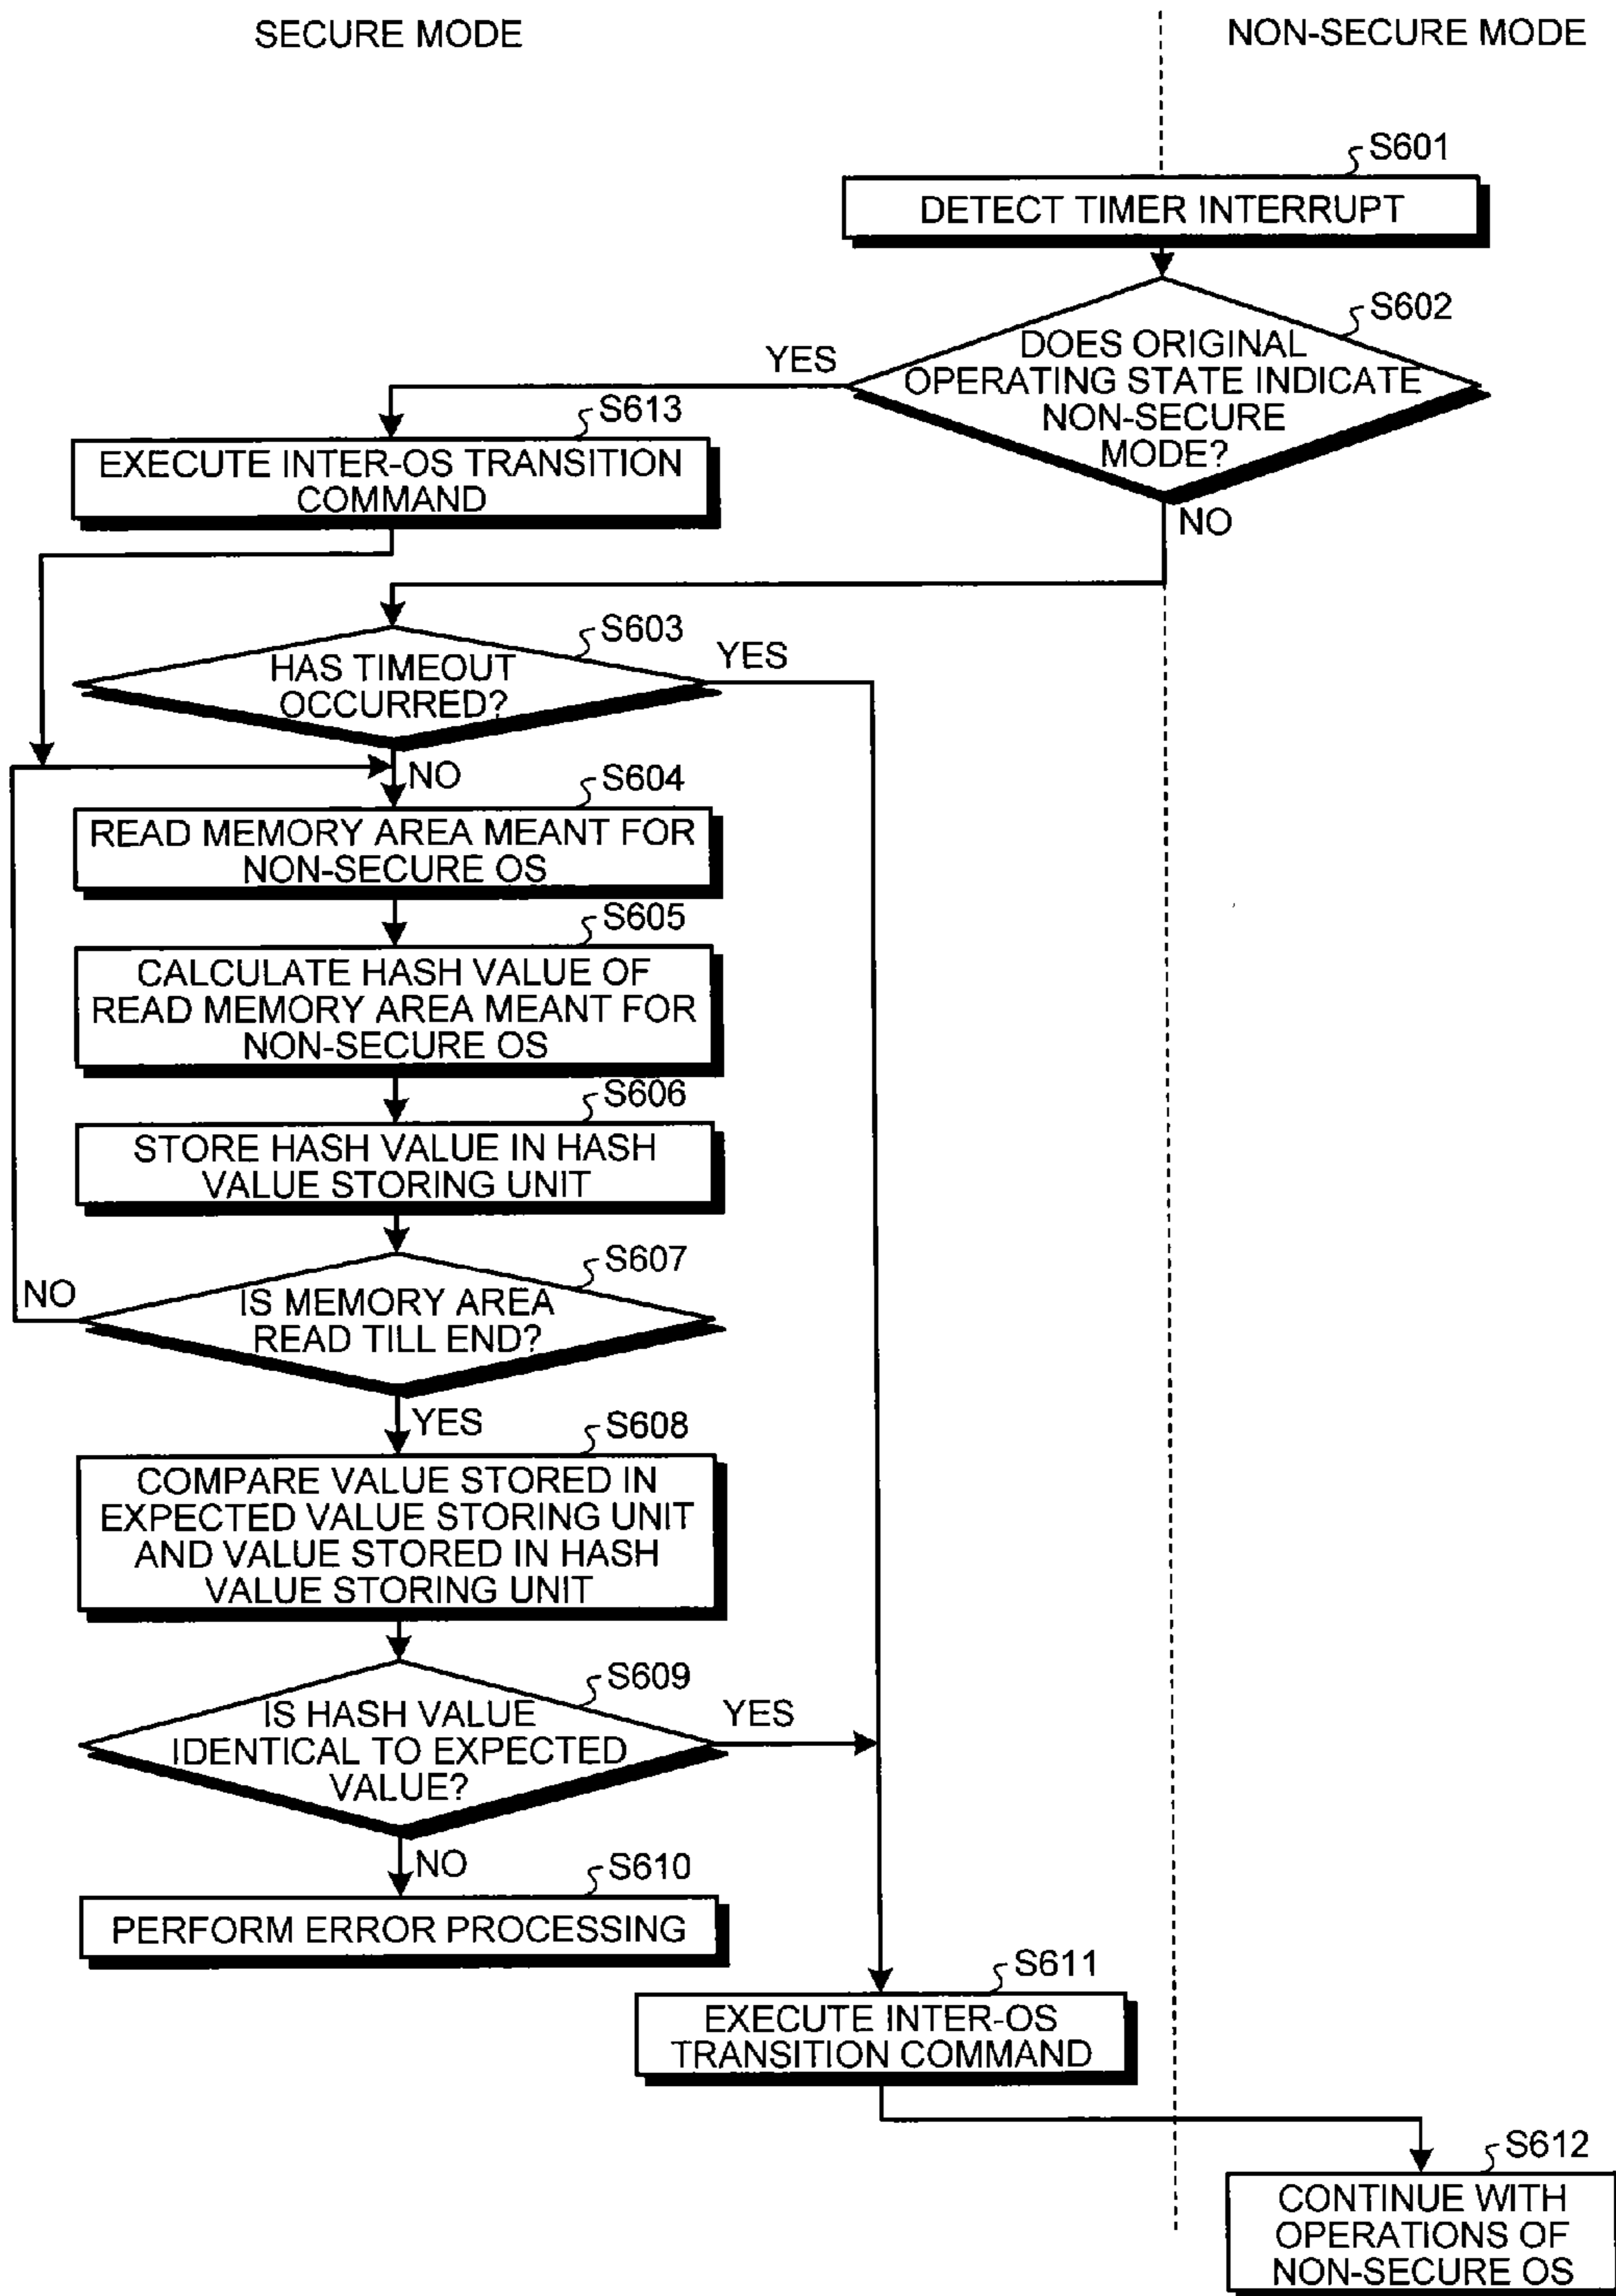 SECURE MODE
NON-SECURE MODE
S601
DETECT TIMER INTERRUPT
S602
DOES ORIGINAL
OPERATING STATE INDICATE
NON-SECURE
MODE?
YES
NO
S613
EXECUTE INTER-OS TRANSITION
COMMAND
S603
HAS TIMEOUT
OCCURRED?
YES
NO
S604
READ MEMORY AREA MEANT FOR
NON-SECURE OS
S605
CALCULATE HASH VALUE OF
READ MEMORY AREA MEANT FOR
NON-SECURE OS
S606
STORE HASH VALUE IN HASH
VALUE STORING UNIT
S607
NO
IS MEMORY AREA
READ TILL END?
YES
S608
COMPARE VALUE STORED IN
EXPECTED VALUE STORING UNIT
AND VALUE STORED IN HASH
VALUE STORING UNIT
S609
IS HASH VALUE
IDENTICAL TO EXPECTED
VALUE?
YES
NO
S610
PERFORM ERROR PROCESSING
S611
EXECUTE INTER-OS
TRANSITION COMMAND
S612
CONTINUE WITH
OPERATIONS OF
NON-SECURE OS